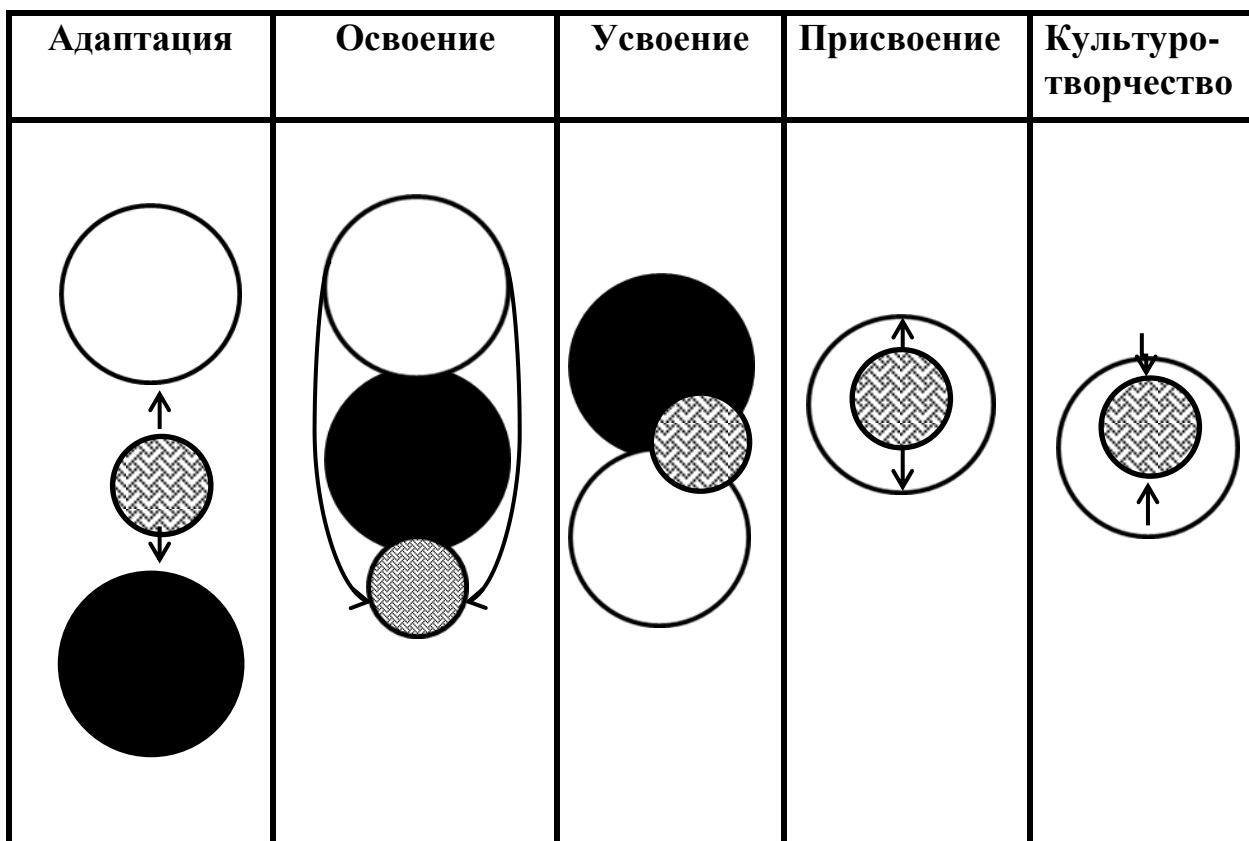 Адаптация
Освоение
Усвоение
Присвоение
Культуро-
творчество